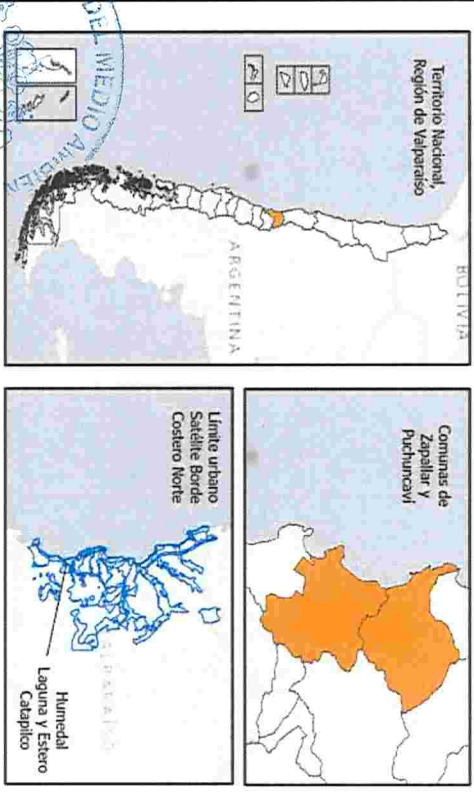 Territorio Nacional,
Región de Valparaíso
BOLIVIA
ARGENTINA
DEL MEDIO AMBIEN
Comunas de
Zapallar y
Puchuncaví
Límite urbano
Satélite Borde
Costero Norte
Humedal
Laguna y Estero
Catapilco